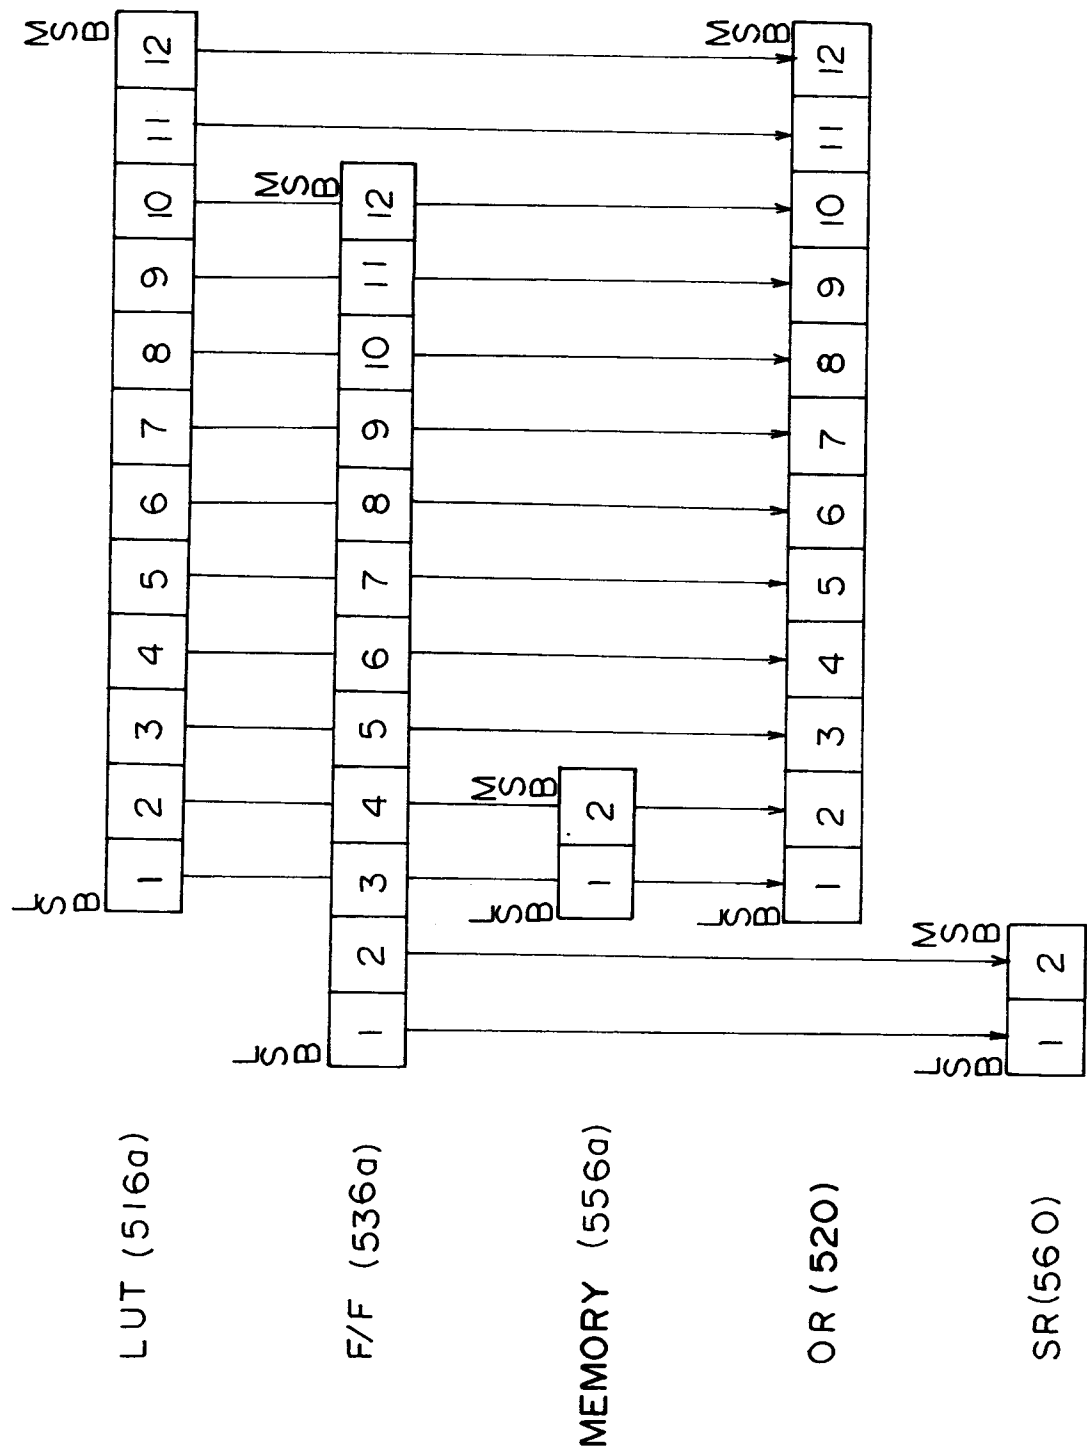 LSB MSB
LUT (516a) 1 2 3 4 5 6 7 8 9 10 11 12
LSB MSB
F/F (536a) 1 2 3 4 5 6 7 8 9 10 11 12
LSB MSB
MEMORY (556a) 1 2
LSB MSB
OR (520) 1 2 3 4 5 6 7 8 9 10 11 12
LSB MSB
SR (560) 1 2